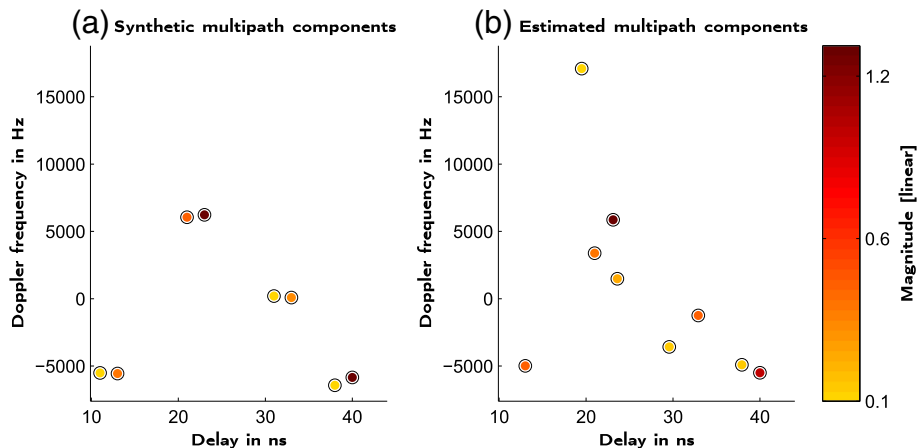 (a) Synthetic multipath components
15000
10000
5000
0
−5000
10 20 30 40
Delay in ns
Doppler frequency in Hz
(b) Estimated multipath components
15000
10000
5000
0
−5000
10 20 30 40
Delay in ns
Doppler frequency in Hz
1.2
0.6
0.1
Magnitude [linear]